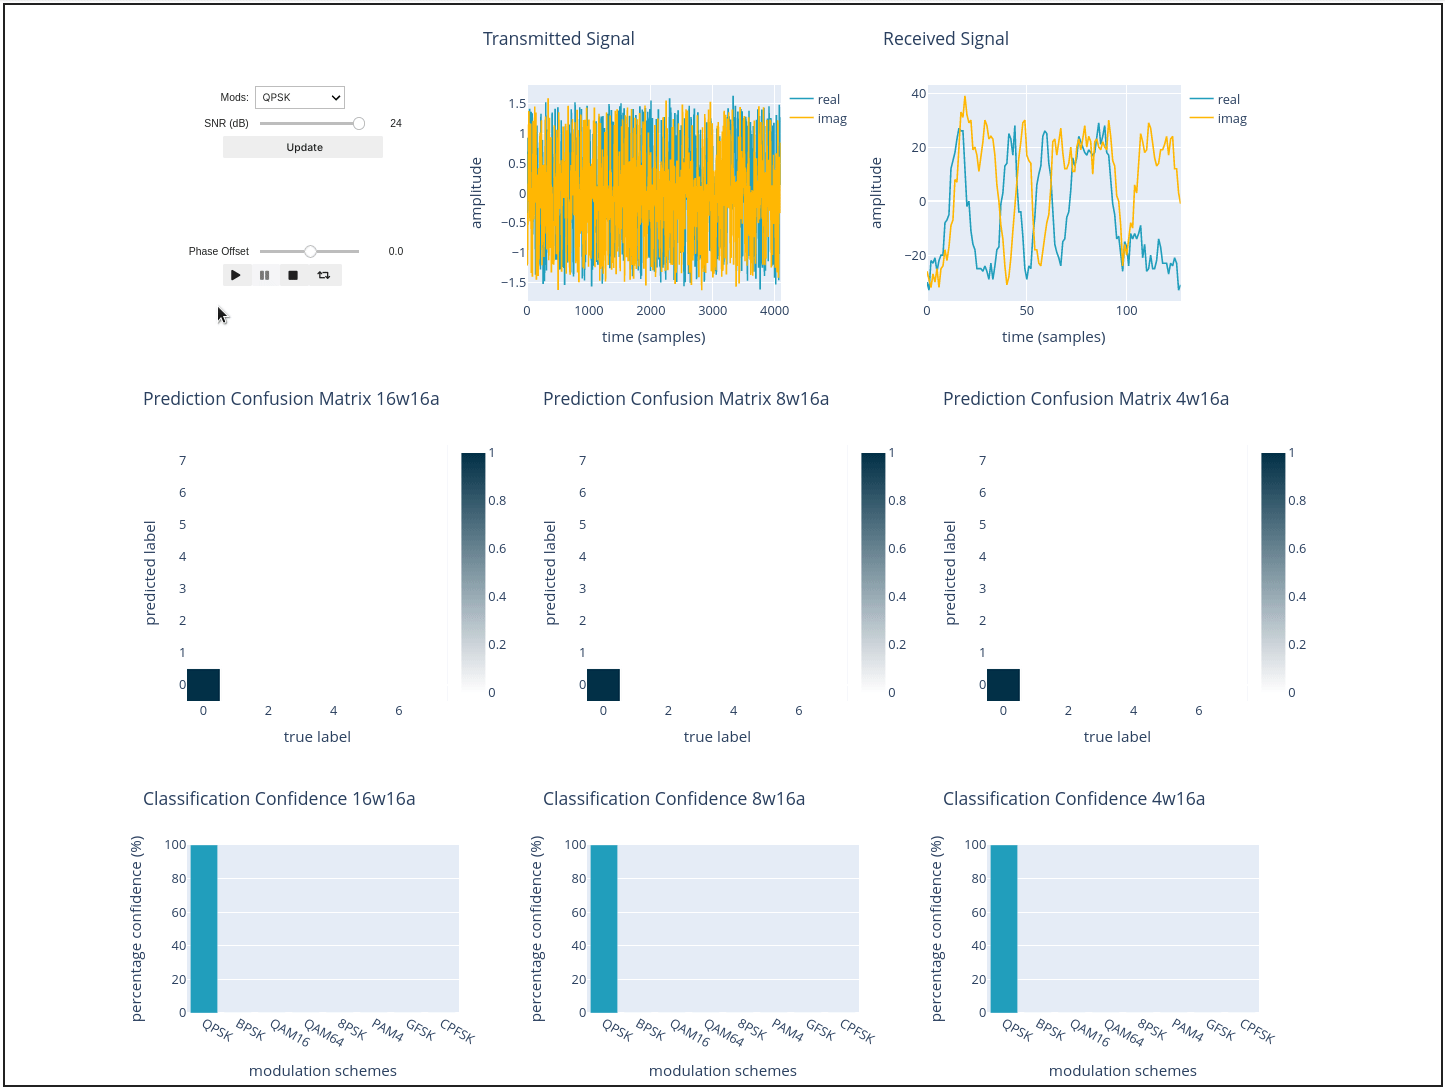 Transmitted Signal
Received Signal
Mods: QPSK
SNR (dB) 24
Update
Phase Offset 0.0
1.5
1
0.5
0
−0.5
−1
−1.5
amplitude
0 1000 2000 3000 4000
time (samples)
real
imag
40
20
0
−20
amplitude
0 50 100
time (samples)
real
imag
Prediction Confusion Matrix 16w16a
7
6
5
4
3
2
1
0
predicted label
0 2 4 6
true label
1
0.8
0.6
0.4
0.2
0
Prediction Confusion Matrix 8w16a
7
6
5
4
3
2
1
0
predicted label
0 2 4 6
true label
1
0.8
0.6
0.4
0.2
0
Prediction Confusion Matrix 4w16a
7
6
5
4
3
2
1
0
predicted label
0 2 4 6
true label
1
0.8
0.6
0.4
0.2
0
Classification Confidence 16w16a
100
80
60
40
20
0
percentage confidence (%)
QPSK BPSK QAM16 QAM64 8PSK PAM4 GFSK CPFSK
modulation schemes
Classification Confidence 8w16a
100
80
60
40
20
0
percentage confidence (%)
QPSK BPSK QAM16 QAM64 8PSK PAM4 GFSK CPFSK
modulation schemes
Classification Confidence 4w16a
100
80
60
40
20
0
percentage confidence (%)
QPSK BPSK QAM16 QAM64 8PSK PAM4 GFSK CPFSK
modulation schemes